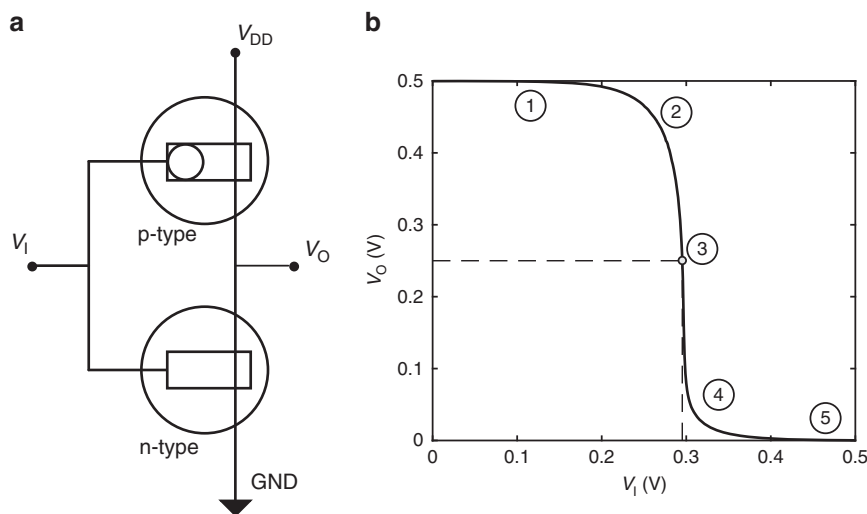 a
V_DD
p-type
V_I
V_O
n-type
GND
b
0.5
0.4
0.3
0.2
0.1
0
V_O (V)
1
2
3
4
5
0 0.1 0.2 0.3 0.4 0.5
V_I (V)